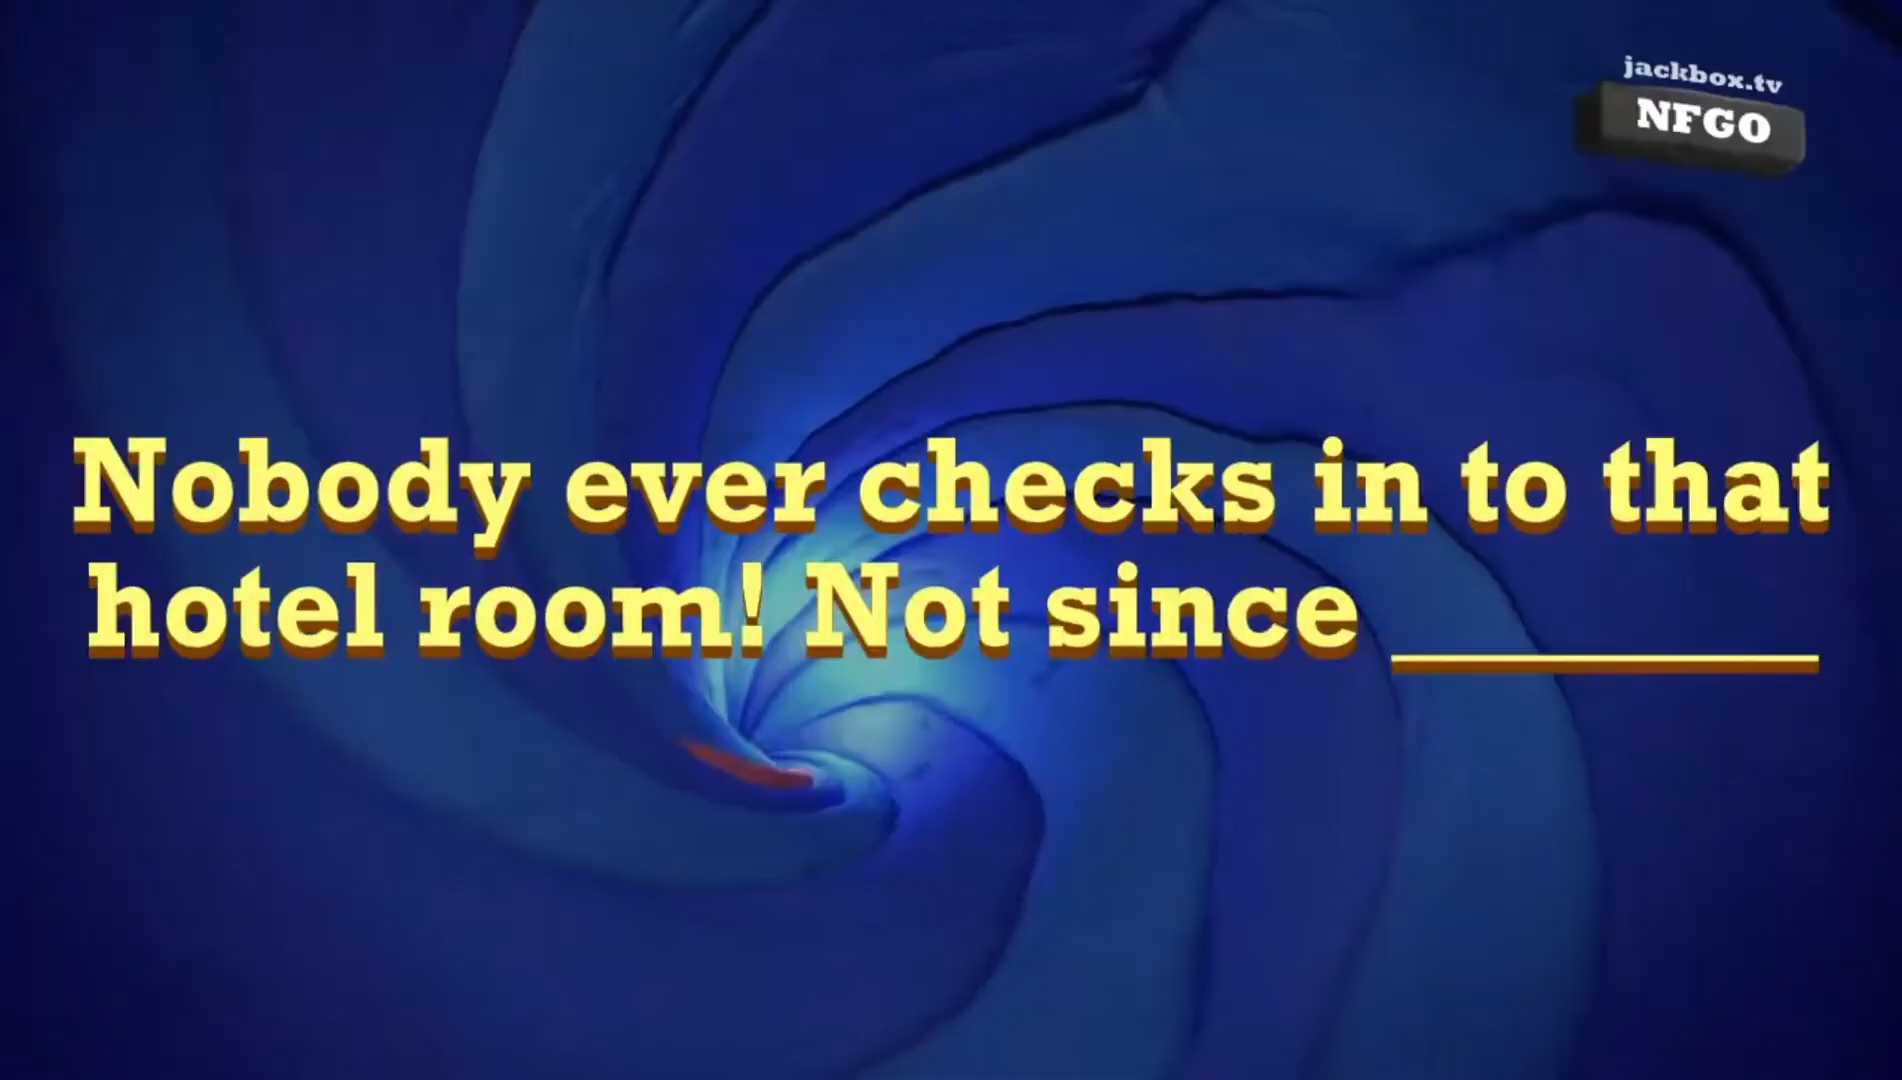 jackbox.tv
NFGO
Nobody ever checks in to that
hotel room! Not since ________